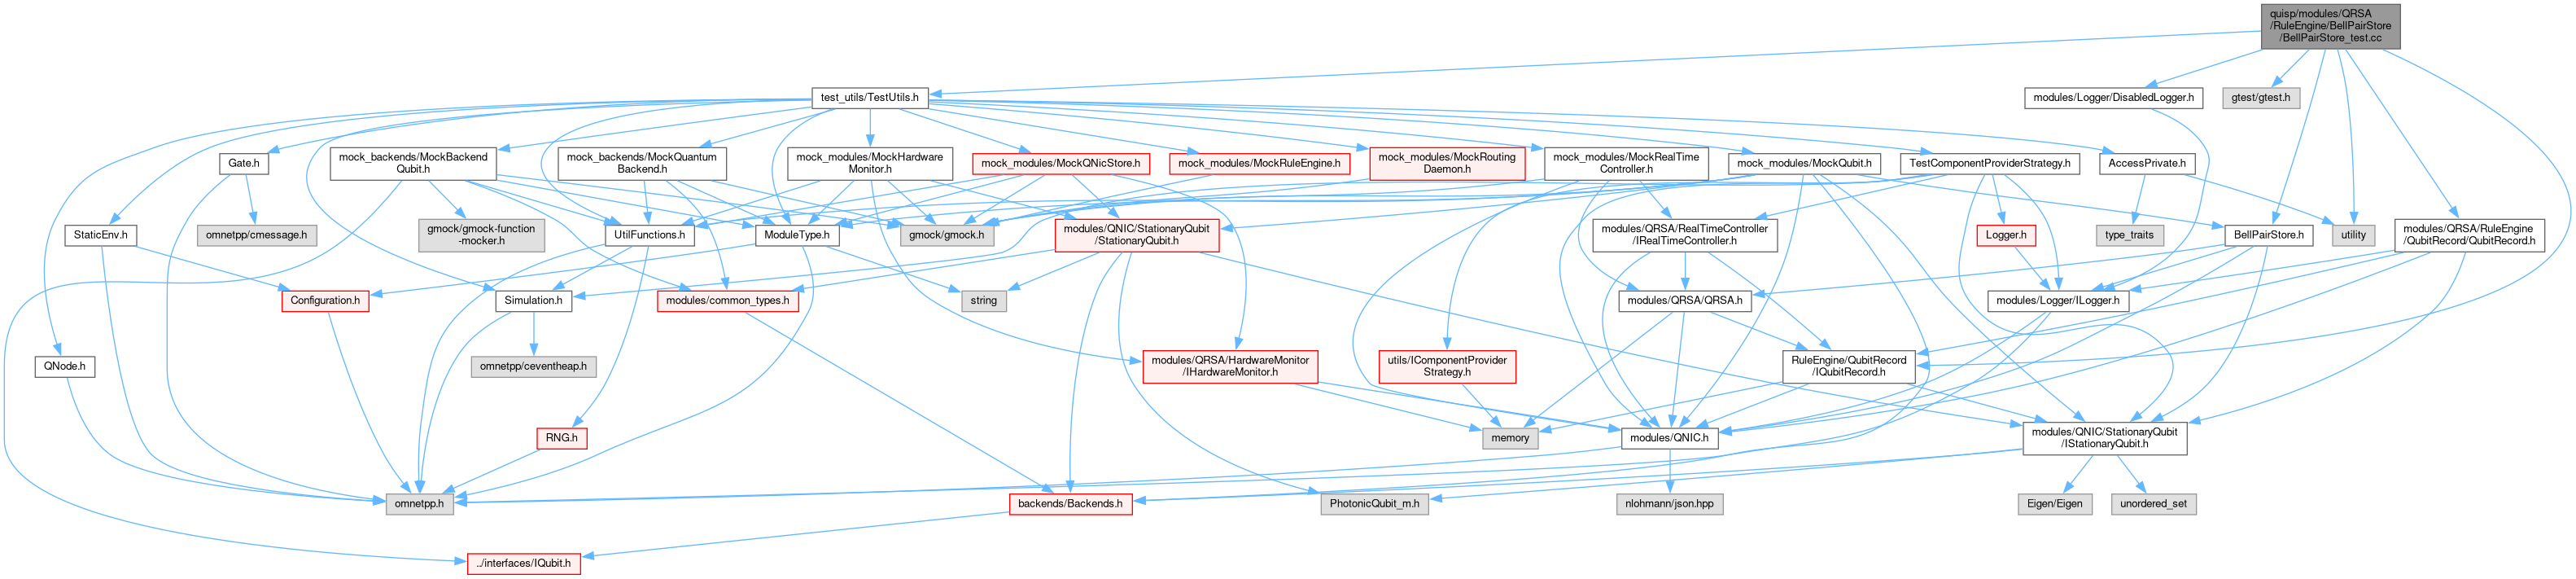 quisp/modules/QRSA
/RuleEngine/BellPairStore
/BellPairStore_test.cc
test_utils/TestUtils.h
modules/Logger/DisabledLogger.h
gtest/gtest.h
Gate.h
mock_backends/MockBackend
Qubit.h
mock_backends/MockQuantum
Backend.h
mock_modules/MockHardware
Monitor.h
mock_modules/MockQNicStore.h
mock_modules/MockRuleEngine.h
mock_modules/MockRouting
Daemon.h
mock_modules/MockRealTime
Controller.h
mock_modules/MockQubit.h
TestComponentProviderStrategy.h
AccessPrivate.h
StaticEnv.h
omnetpp/cmessage.h
gmock/gmock-function
-mocker.h
UtilFunctions.h
ModuleType.h
gmock/gmock.h
modules/QNIC/StationaryQubit
/StationaryQubit.h
modules/QRSA/RealTimeController
/IRealTimeController.h
Logger.h
type_traits
BellPairStore.h
utility
modules/QRSA/RuleEngine
/QubitRecord/QubitRecord.h
Configuration.h
Simulation.h
modules/common_types.h
string
modules/QRSA/QRSA.h
modules/Logger/ILogger.h
QNode.h
omnetpp/ceventheap.h
modules/QRSA/HardwareMonitor
/IHardwareMonitor.h
utils/IComponentProvider
Strategy.h
RuleEngine/QubitRecord
/IQubitRecord.h
RNG.h
memory
modules/QNIC.h
modules/QNIC/StationaryQubit
/IStationaryQubit.h
omnetpp.h
backends/Backends.h
PhotonicQubit_m.h
nlohmann/json.hpp
Eigen/Eigen
unordered_set
../interfaces/IQubit.h